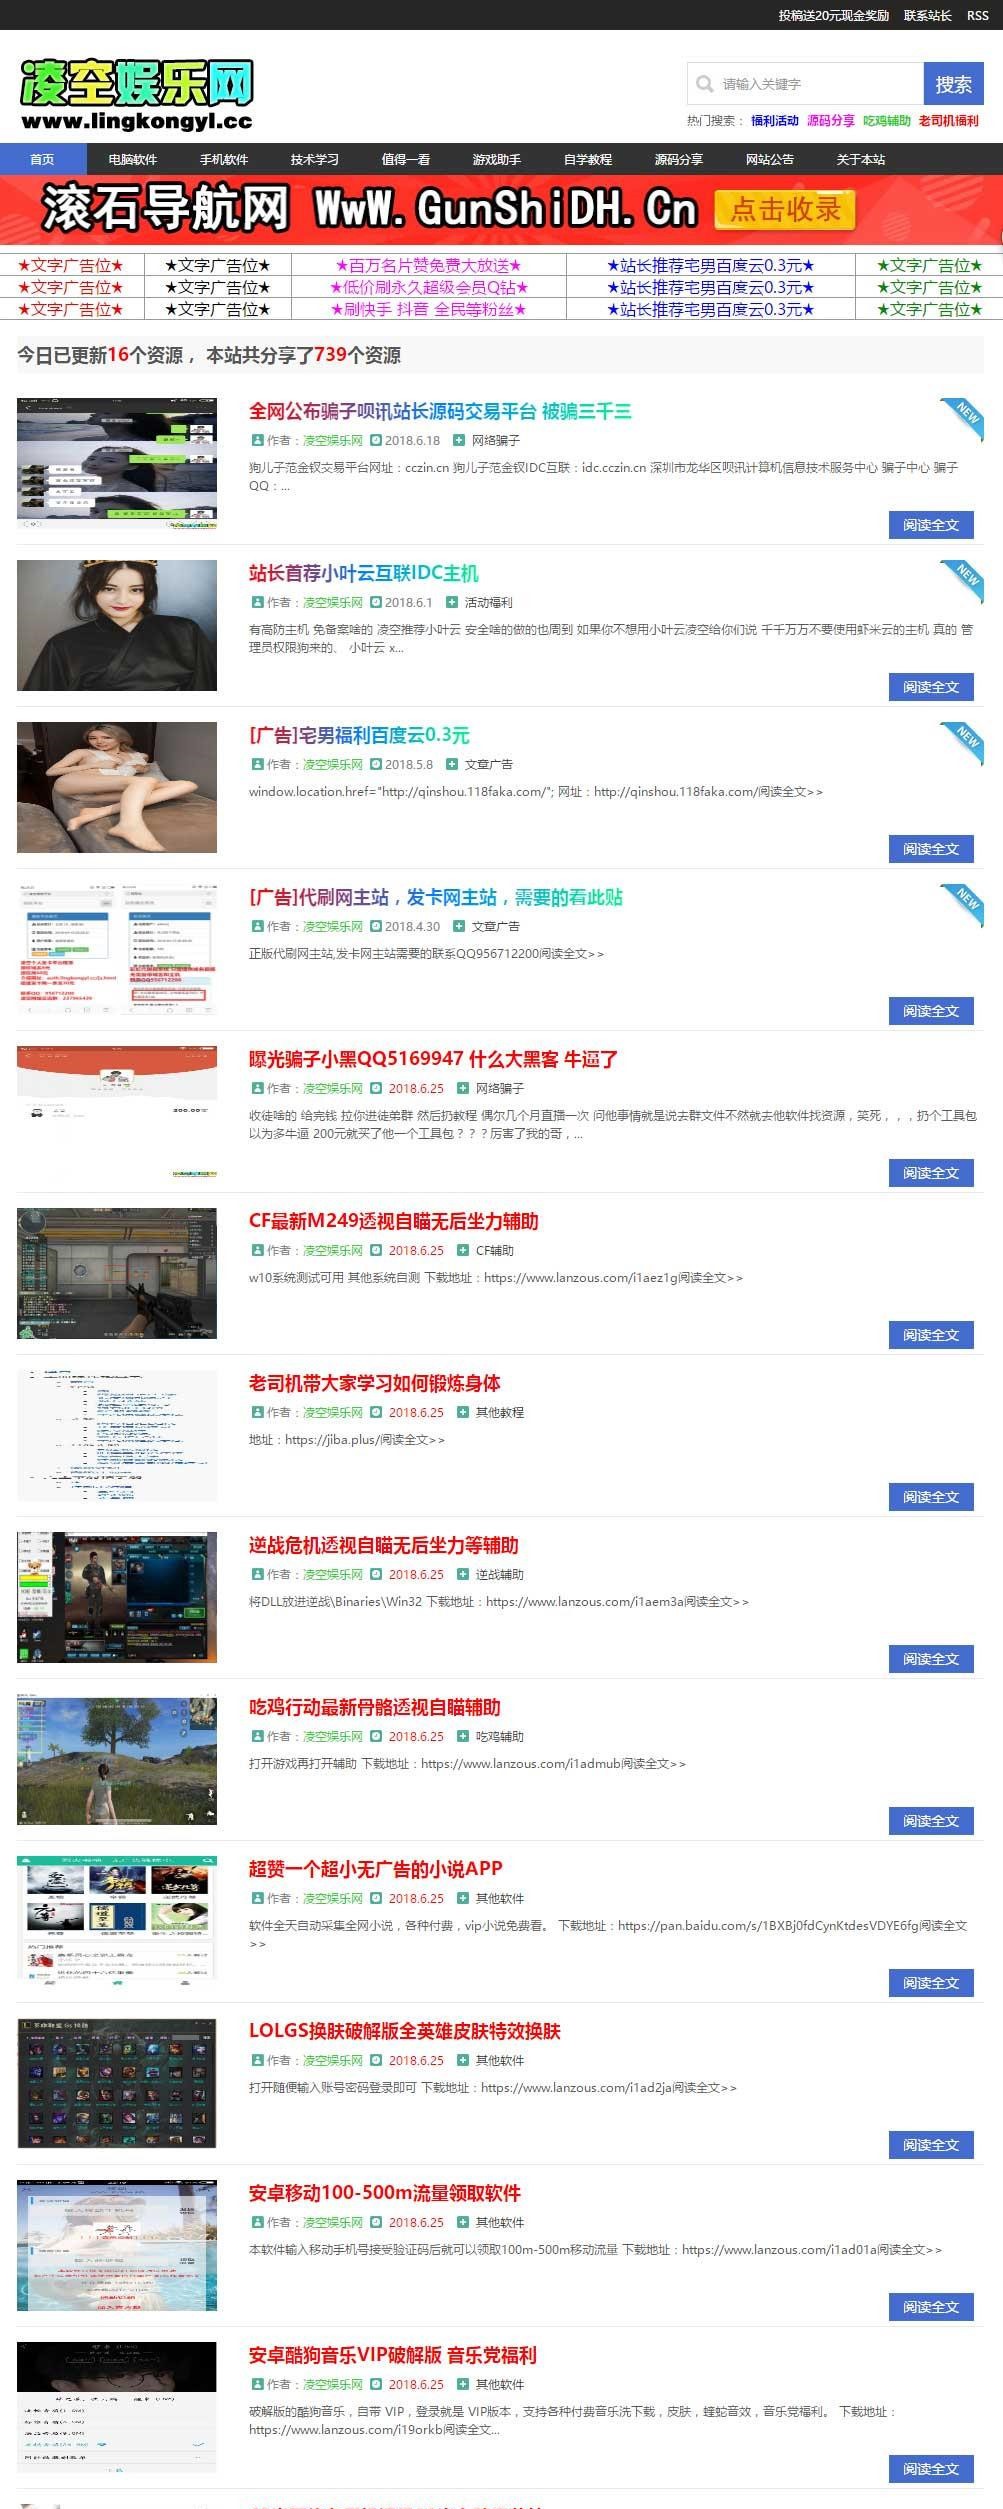 投稿送20元现金奖励 联系站长 RSS
凌空娱乐网
www.lingkongyl.cc
请输入关键字 搜索
热门搜索： 福利活动 源码分享 吃鸡辅助 老司机福利
首页 电脑软件 手机软件 技术学习 值得一看 游戏助手 自学教程 源码分享 网站公告 关于本站
滚石导航网 WwW.GunShiDH.Cn 点击收录
★文字广告位★ ★文字广告位★ ★百万名片赞免费大放送★ ★站长推荐宅男百度云0.3元★ ★文字广告位★
★文字广告位★ ★文字广告位★ ★低价刷永久超级会员Q钻★ ★站长推荐宅男百度云0.3元★ ★文字广告位★
★文字广告位★ ★文字广告位★ ★刷快手 抖音 全民等粉丝★ ★站长推荐宅男百度云0.3元★ ★文字广告位★
今日已更新16个资源， 本站共分享了739个资源
全网公布骗子呗讯站长源码交易平台 被骗三千三
NEW
作者：凌空娱乐网 2018.6.18 网络骗子
狗儿子范金钗交易平台网址：cczin.cn 狗儿子范金钗IDC互联：idc.cczin.cn 深圳市龙华区呗讯计算机信息技术服务中心 骗子中心 骗子
QQ：...
阅读全文
站长首荐小叶云互联IDC主机
NEW
作者：凌空娱乐网 2018.6.1 活动福利
有高防主机 免备案啥的 凌空推荐小叶云 安全啥的做的也周到 如果你不想用小叶云凌空给你们说 千千万万不要使用虾米云的主机 真的 管
理员权限狗来的、 小叶云 x...
阅读全文
[广告]宅男福利百度云0.3元
NEW
作者：凌空娱乐网 2018.5.8 文章广告
window.location.href="http://qinshou.118faka.com/"; 网址：http://qinshou.118faka.com/阅读全文>>
阅读全文
[广告]代刷网主站，发卡网主站，需要的看此贴
NEW
作者：凌空娱乐网 2018.4.30 文章广告
正版代刷网主站,发卡网主站需要的联系QQ956712200阅读全文>>
阅读全文
曝光骗子小黑QQ5169947 什么大黑客 牛逼了
作者：凌空娱乐网 2018.6.25 网络骗子
收徒啥的 给完钱 拉你进徒弟群 然后扔教程 偶尔几个月直播一次 问他事情就是说去群文件不然就去他软件找资源，笑死，，，扔个工具包
以为多牛逼 200元就买了他一个工具包？？？厉害了我的哥，...
阅读全文
CF最新M249透视自瞄无后坐力辅助
作者：凌空娱乐网 2018.6.25 CF辅助
w10系统测试可用 其他系统自测 下载地址：https://www.lanzous.com/i1aez1g阅读全文>>
阅读全文
老司机带大家学习如何锻炼身体
作者：凌空娱乐网 2018.6.25 其他教程
地址：https://jiba.plus/阅读全文>>
阅读全文
逆战危机透视自瞄无后坐力等辅助
作者：凌空娱乐网 2018.6.25 逆战辅助
将DLL放进逆战\Binaries\Win32 下载地址：https://www.lanzous.com/i1aem3a阅读全文>>
阅读全文
吃鸡行动最新骨骼透视自瞄辅助
作者：凌空娱乐网 2018.6.25 吃鸡辅助
打开游戏再打开辅助 下载地址：https://www.lanzous.com/i1admub阅读全文>>
阅读全文
超赞一个超小无广告的小说APP
作者：凌空娱乐网 2018.6.25 其他软件
软件全天自动采集全网小说，各种付费，vip小说免费看。 下载地址：https://pan.baidu.com/s/1BXBj0fdCynKtdesVDYE6fg阅读全文
>>
阅读全文
LOLGS换肤破解版全英雄皮肤特效换肤
作者：凌空娱乐网 2018.6.25 其他软件
打开随便输入账号密码登录即可 下载地址：https://www.lanzous.com/i1ad2ja阅读全文>>
阅读全文
安卓移动100-500m流量领取软件
作者：凌空娱乐网 2018.6.25 其他软件
本软件输入移动手机号接受验证码后就可以领取100m-500m移动流量 下载地址：https://www.lanzous.com/i1ad01a阅读全文>>
阅读全文
安卓酷狗音乐VIP破解版 音乐党福利
作者：凌空娱乐网 2018.6.25 其他软件
破解版的酷狗音乐，自带 VIP，登录就是 VIP版本，支持各种付费音乐洗下载，皮肤，蝰蛇音效，音乐党福利。 下载地址：
https://www.lanzous.com/i19orkb阅读全文...
阅读全文